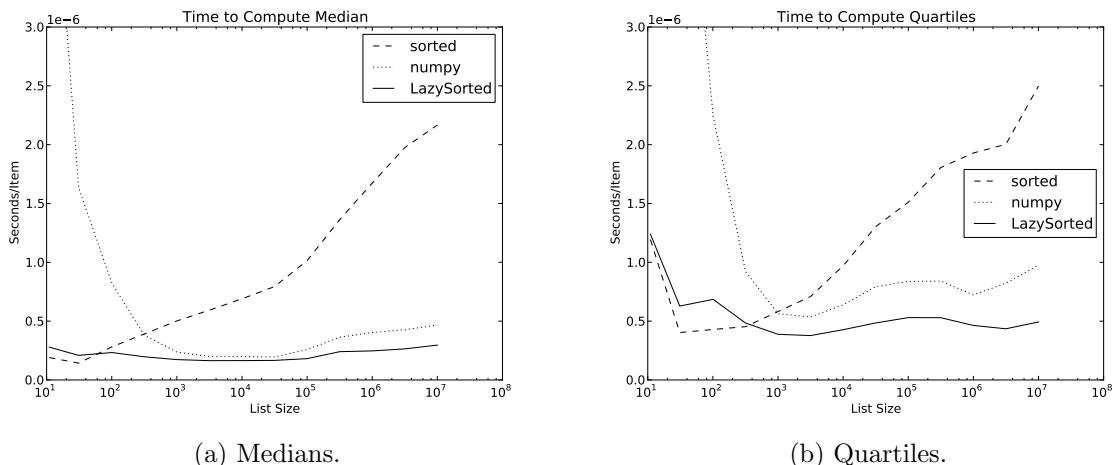 Time to Compute Median
1e−6
3.0
2.5
2.0
1.5
1.0
0.5
0.0
Seconds/Item
sorted
numpy
LazySorted
10^1
10^2
10^3
10^4
10^5
10^6
10^7
10^8
List Size
(a) Medians.
Time to Compute Quartiles
1e−6
3.0
2.5
2.0
1.5
1.0
0.5
0.0
Seconds/Item
sorted
numpy
LazySorted
10^1
10^2
10^3
10^4
10^5
10^6
10^7
10^8
List Size
(b) Quartiles.